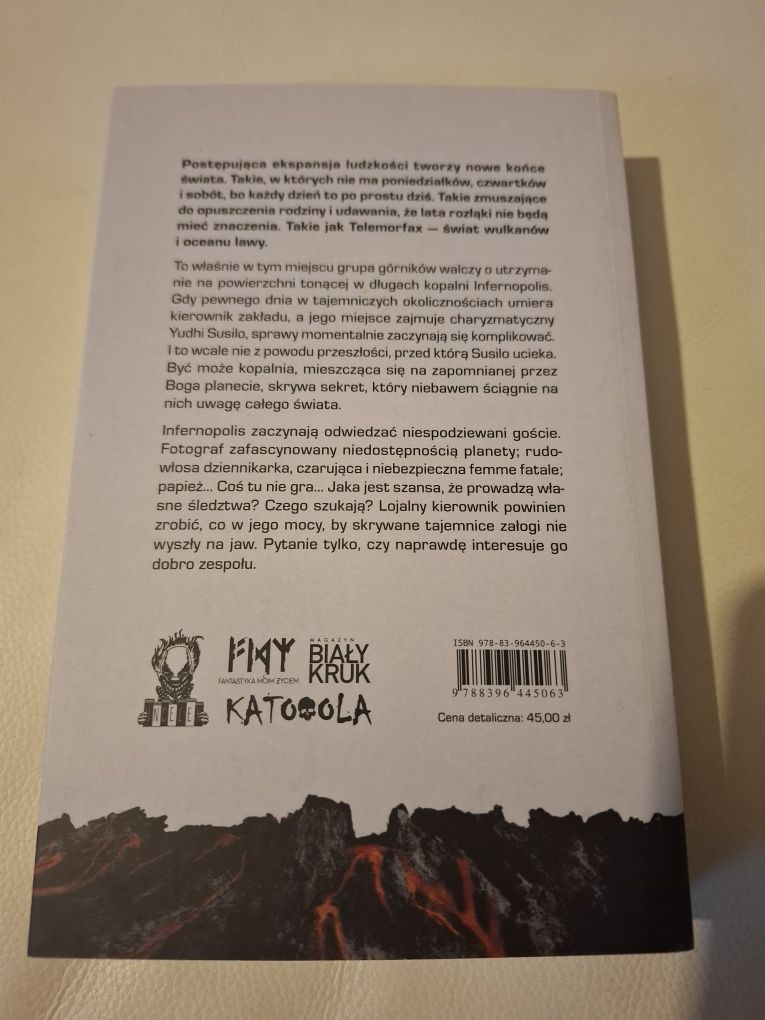 Postępująca ekspansja ludzkości tworzy nowe końce
świata. Takie, w których nie ma poniedziałków, czwartków
i sobót, bo każdy dzień to po prostu dziś. Takie zmuszające
do opuszczenia rodziny i udawania, że lata rozłąki nie będą
mieć znaczenia. Takie jak Telemorfax — świat wulkanów
i oceanu lawy.
To właśnie w tym miejscu grupa górników walczy o utrzyma-
nie na powierzchni tonącej w długach kopalni Infernopolis.
Gdy pewnego dnia w tajemniczych okolicznościach umiera
kierownik zakładu, a jego miejsce zajmuje charyzmatyczny
Yudhi Susilo, sprawy momentalnie zaczynają się komplikować.
I to wcale nie z powodu przeszłości, przed którą Susilo ucieka.
Być może kopalnia, mieszcząca się na zapomnianej przez
Boga planecie, skrywa sekret, który niebawem ściągnie na
nich uwagę całego świata.
Infernopolis zaczynają odwiedzać niespodziewani goście.
Fotograf zafascynowany niedostępnością planety; rudo-
włosa dziennikarka, czarująca i niebezpieczna femme fatale;
papież... Coś tu nie gra... Jaka jest szansa, że prowadzą wła-
sne śledztwa? Czego szukają? Lojalny kierownik powinien
zrobić, co w jego mocy, by skrywane tajemnice załogi nie
wyszły na jaw. Pytanie tylko, czy naprawdę interesuje go
dobro zespołu.
FMŻ
FANTASTYKA MOIM ŻYCIEM
MAGAZYN
BIAŁY
KRUK
KATOOOLA
ISBN 978-83-964450-6-3
9 788396 445063
Cena detaliczna: 45,00 zł